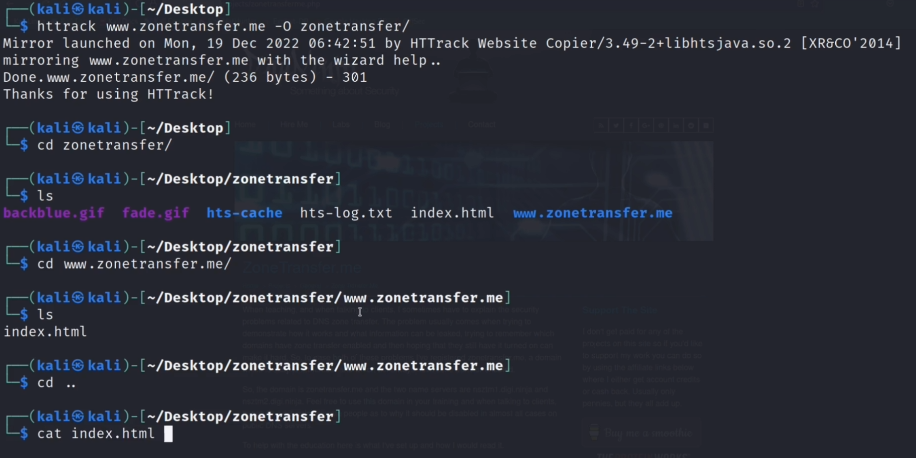 ┌──(kali㉿kali)-[~/Desktop]
└─$ httrack www.zonetransfer.me -O zonetransfer/
Mirror launched on Mon, 19 Dec 2022 06:42:51 by HTTrack Website Copier/3.49-2+libhtsjava.so.2 [XR&CO'2014]
mirroring www.zonetransfer.me with the wizard help..
Done.www.zonetransfer.me/ (236 bytes) - 301
Thanks for using HTTrack!
┌──(kali㉿kali)-[~/Desktop]
└─$ cd zonetransfer/
┌──(kali㉿kali)-[~/Desktop/zonetransfer]
└─$ ls
backblue.gif fade.gif hts-cache hts-log.txt index.html www.zonetransfer.me
┌──(kali㉿kali)-[~/Desktop/zonetransfer]
└─$ cd www.zonetransfer.me/
┌──(kali㉿kali)-[~/Desktop/zonetransfer/www.zonetransfer.me]
└─$ ls
index.html
┌──(kali㉿kali)-[~/Desktop/zonetransfer/www.zonetransfer.me]
└─$ cd ..
┌──(kali㉿kali)-[~/Desktop/zonetransfer]
└─$ cat index.html